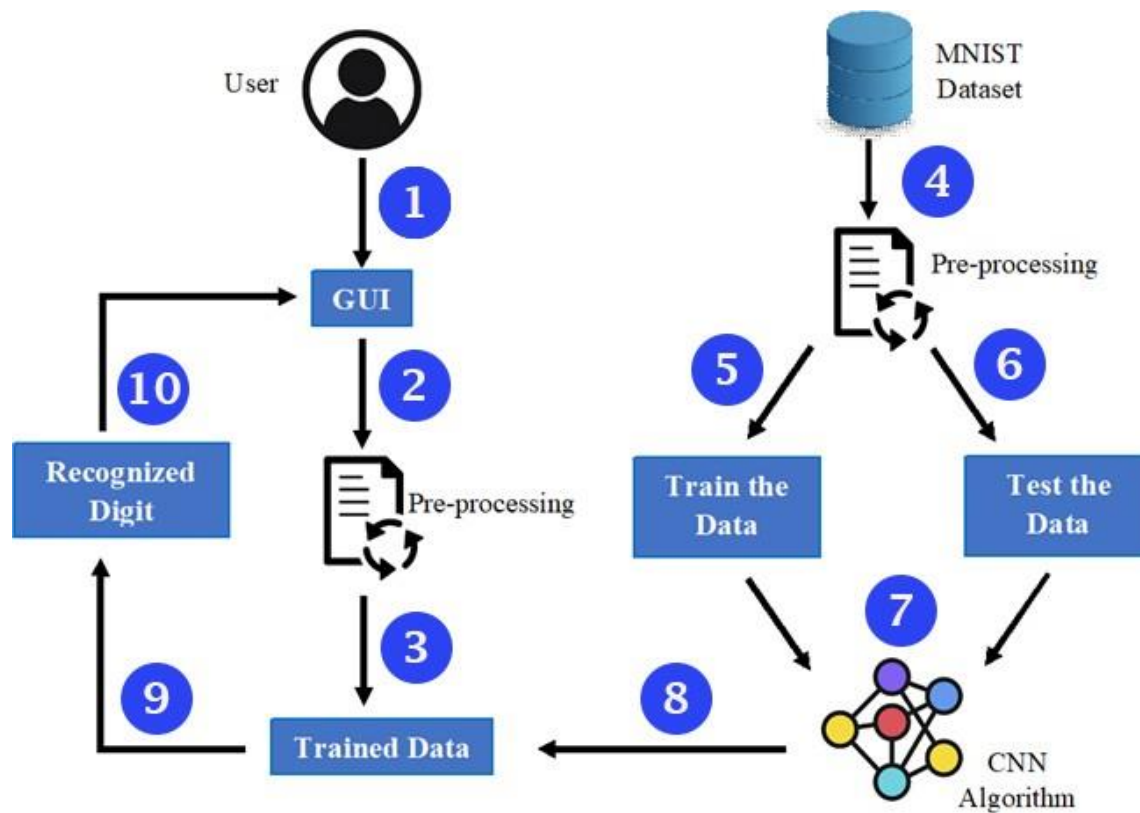 User
MNIST
Dataset
1
4
Pre-processing
GUI
2
5
6
10
Recognized
Digit
Pre-processing
Train the
Data
Test the
Data
3
7
9
8
Trained Data
CNN
Algorithm